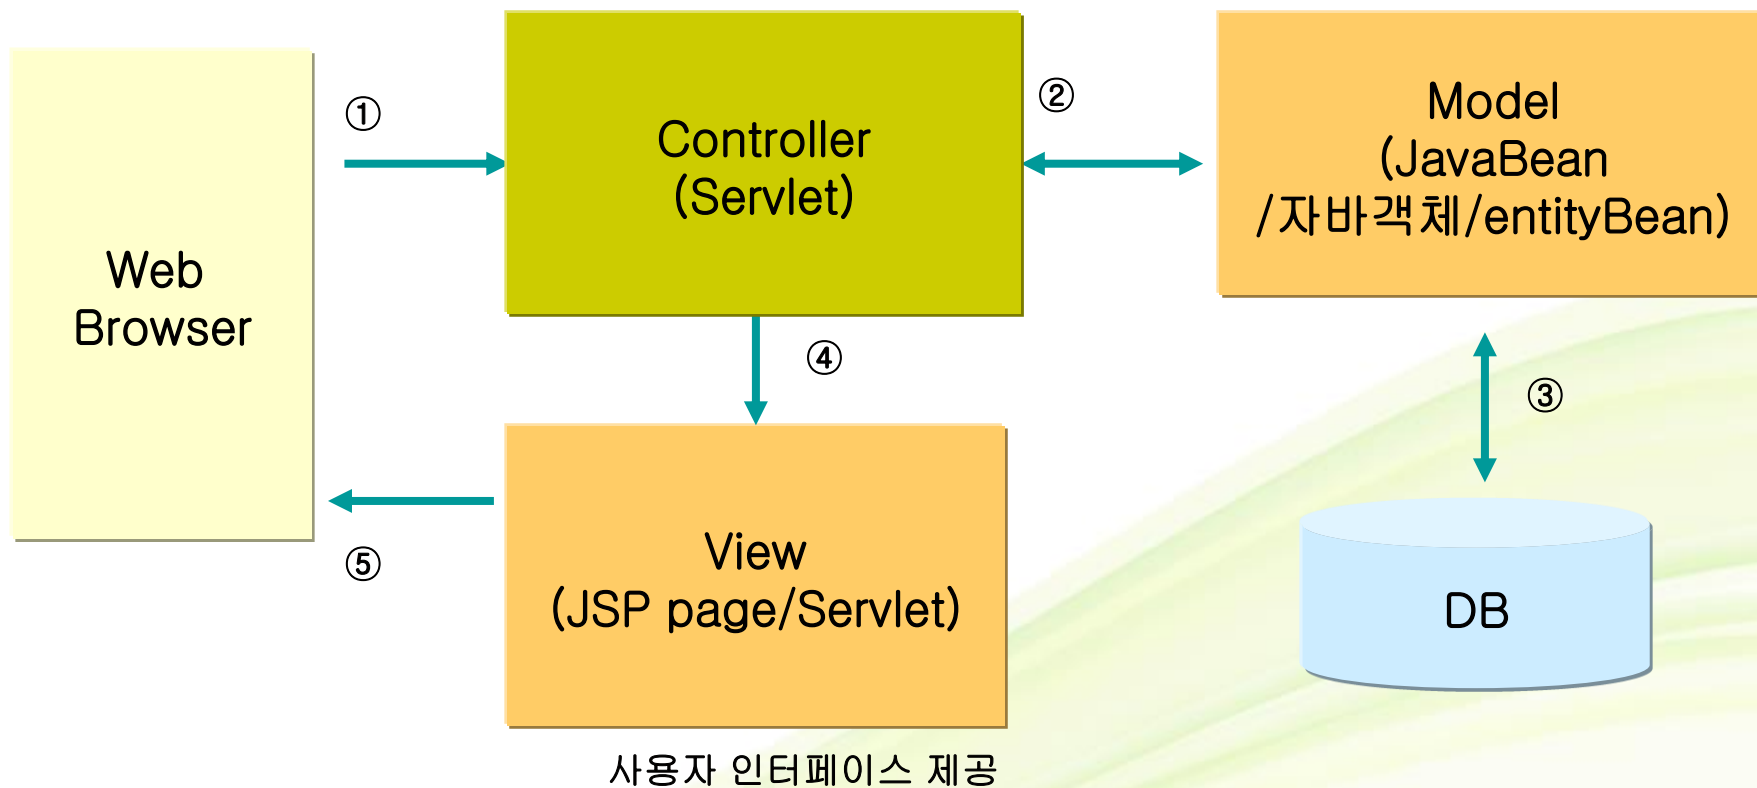 Web
Browser
①
Controller
(Servlet)
②
Model
(JavaBean
/자바객체/entityBean)
③
DB
④
View
(JSP page/Servlet)
⑤
사용자 인터페이스 제공